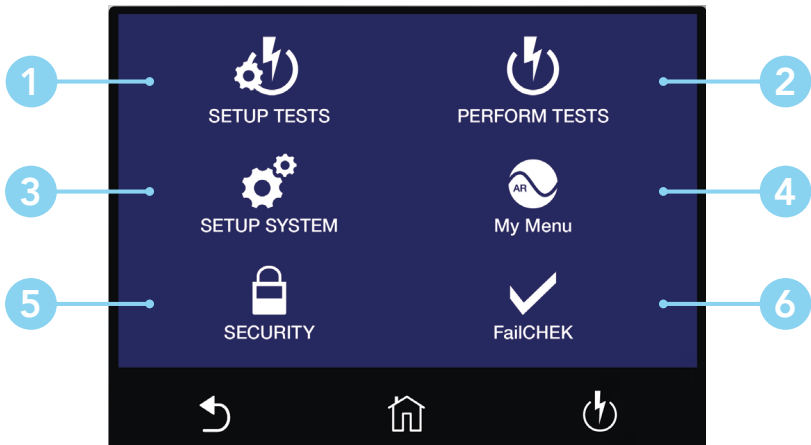 1
2
SETUP TESTS
PERFORM TESTS
3
AR
4
SETUP SYSTEM
My Menu
5
6
SECURITY
FailCHEK